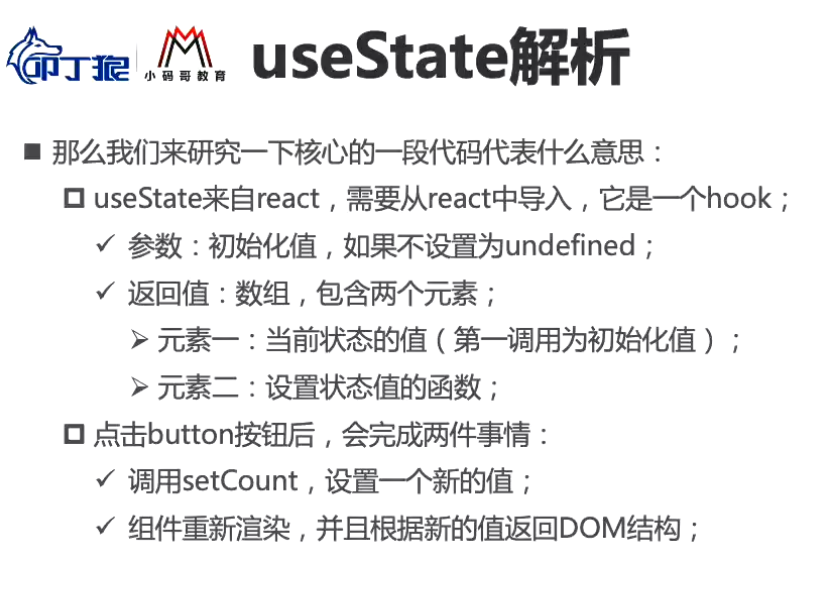 叩丁狼
小码哥教育
useState解析
那么我们来研究一下核心的一段代码代表什么意思：
useState来自react，需要从react中导入，它是一个hook；
参数：初始化值，如果不设置为undefined；
返回值：数组，包含两个元素；
元素一：当前状态的值（第一调用为初始化值）；
元素二：设置状态值的函数；
点击button按钮后，会完成两件事情：
调用setCount，设置一个新的值；
组件重新渲染，并且根据新的值返回DOM结构；